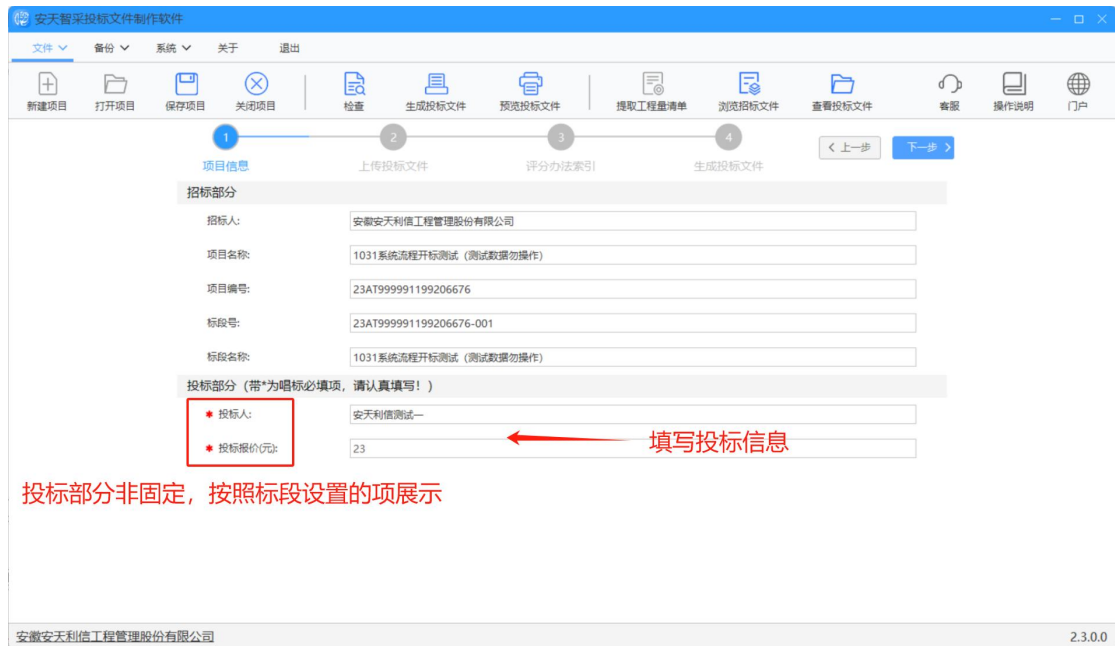 安天智采投标文件制作软件
文件 备份 系统 关于 退出
新建项目 打开项目 保存项目 关闭项目 检查 生成投标文件 预览投标文件 提取工程量清单 浏览招标文件 查看投标文件 客服 操作说明 门户
1 2 3 4 上一步 下一步
项目信息 上传投标文件 评分办法索引 生成投标文件
招标部分
招标人: 安徽安天利信工程管理股份有限公司
项目名称: 1031系统流程开标测试（测试数据勿操作）
项目编号: 23AT999991199206676
标段号: 23AT999991199206676-001
标段名称: 1031系统流程开标测试（测试数据勿操作）
投标部分（带*为唱标必填项，请认真填写！）
* 投标人: 安天利信测试一
* 投标报价(元): 23
填写投标信息
投标部分非固定，按照标段设置的项展示
安徽安天利信工程管理股份有限公司 2.3.0.0